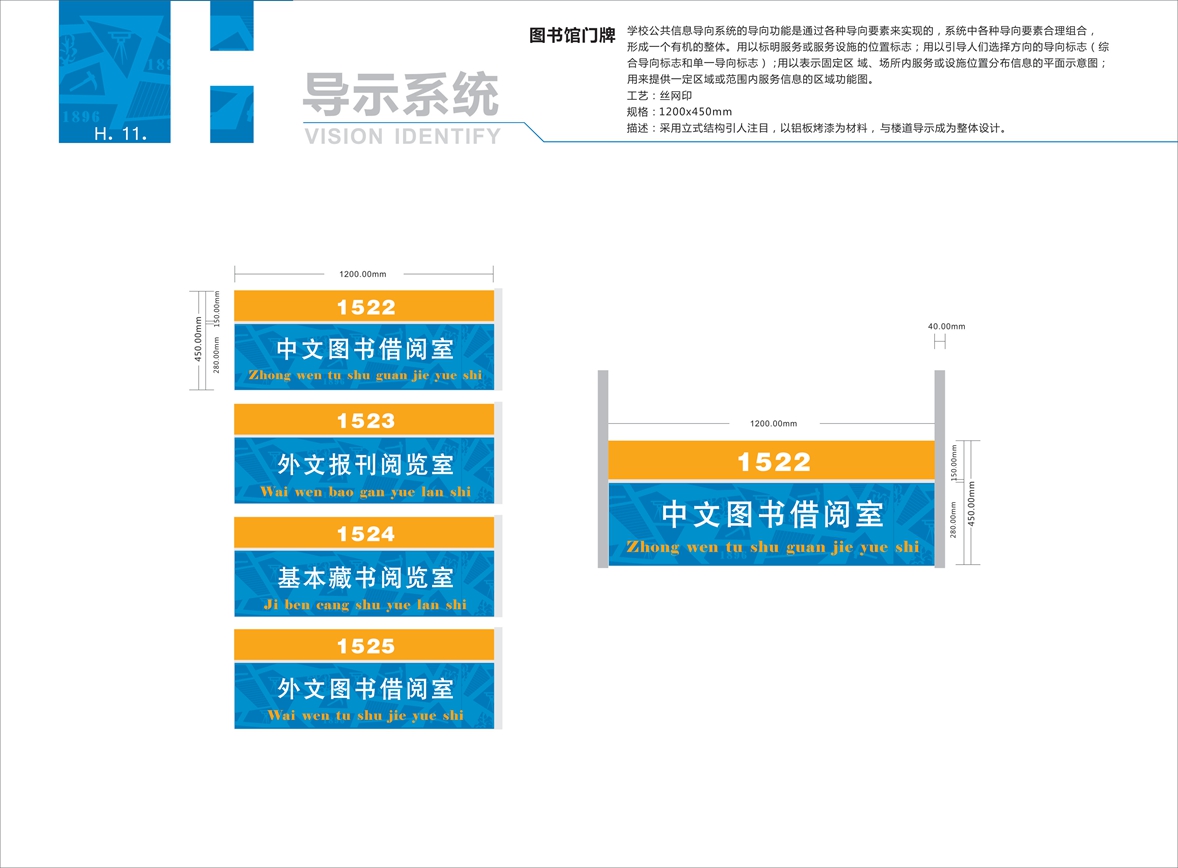 1896
189
H. 11.
导示系统
VISION IDENTIFY
图书馆门牌
学校公共信息导向系统的导向功能是通过各种导向要素来实现的，系统中各种导向要素合理组合，
形成一个有机的整体。用以标明服务或服务设施的位置标志；用以引导人们选择方向的导向标志（综
合导向标志和单一导向标志）;用以表示固定区 域、场所内服务或设施位置分布信息的平面示意图；
用来提供一定区域或范围内服务信息的区域功能图。
工艺：丝网印
规格：1200x450mm
描述：采用立式结构引人注目，以铝板烤漆为材料，与楼道导示成为整体设计。
1200.00mm
450.00mm
150.00mm
280.00mm
1522
中文图书借阅室
Zhong wen tu shu guan jie yue shi
1523
外文报刊阅览室
Wai wen bao gan yue lan shi
1524
基本藏书阅览室
Ji ben cang shu yue lan shi
1525
外文图书借阅室
Wai wen tu shu jie yue shi
40.00mm
1200.00mm
1522
中文图书借阅室
Zhong wen tu shu guan jie yue shi
150.00mm
280.00mm
450.00mm